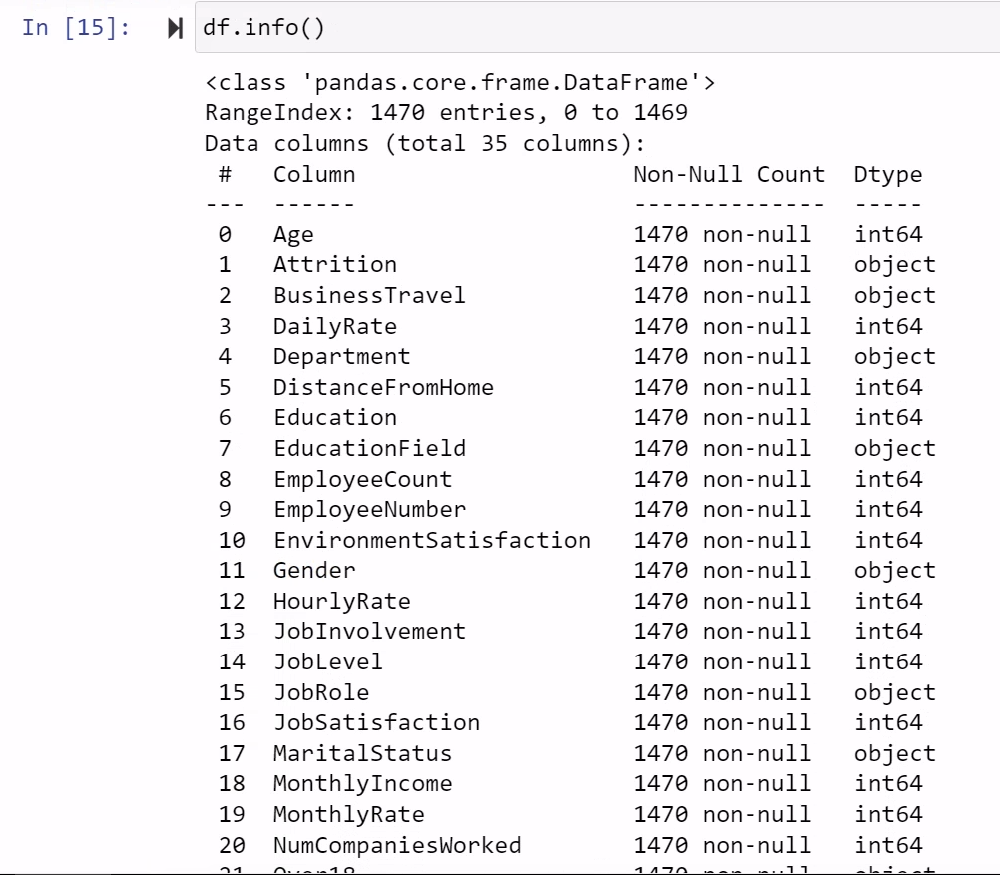 In [15]: df.info()
<class 'pandas.core.frame.DataFrame'>
RangeIndex: 1470 entries, 0 to 1469
Data columns (total 35 columns):
 #   Column                    Non-Null Count  Dtype
---  ------                    --------------  -----
 0   Age                       1470 non-null   int64
 1   Attrition                 1470 non-null   object
 2   BusinessTravel            1470 non-null   object
 3   DailyRate                 1470 non-null   int64
 4   Department                1470 non-null   object
 5   DistanceFromHome          1470 non-null   int64
 6   Education                 1470 non-null   int64
 7   EducationField            1470 non-null   object
 8   EmployeeCount             1470 non-null   int64
 9   EmployeeNumber            1470 non-null   int64
 10  EnvironmentSatisfaction   1470 non-null   int64
 11  Gender                    1470 non-null   object
 12  HourlyRate                1470 non-null   int64
 13  JobInvolvement            1470 non-null   int64
 14  JobLevel                  1470 non-null   int64
 15  JobRole                   1470 non-null   object
 16  JobSatisfaction           1470 non-null   int64
 17  MaritalStatus             1470 non-null   object
 18  MonthlyIncome             1470 non-null   int64
 19  MonthlyRate               1470 non-null   int64
 20  NumCompaniesWorked        1470 non-null   int64
 21  Over18                    1470 non-null   object